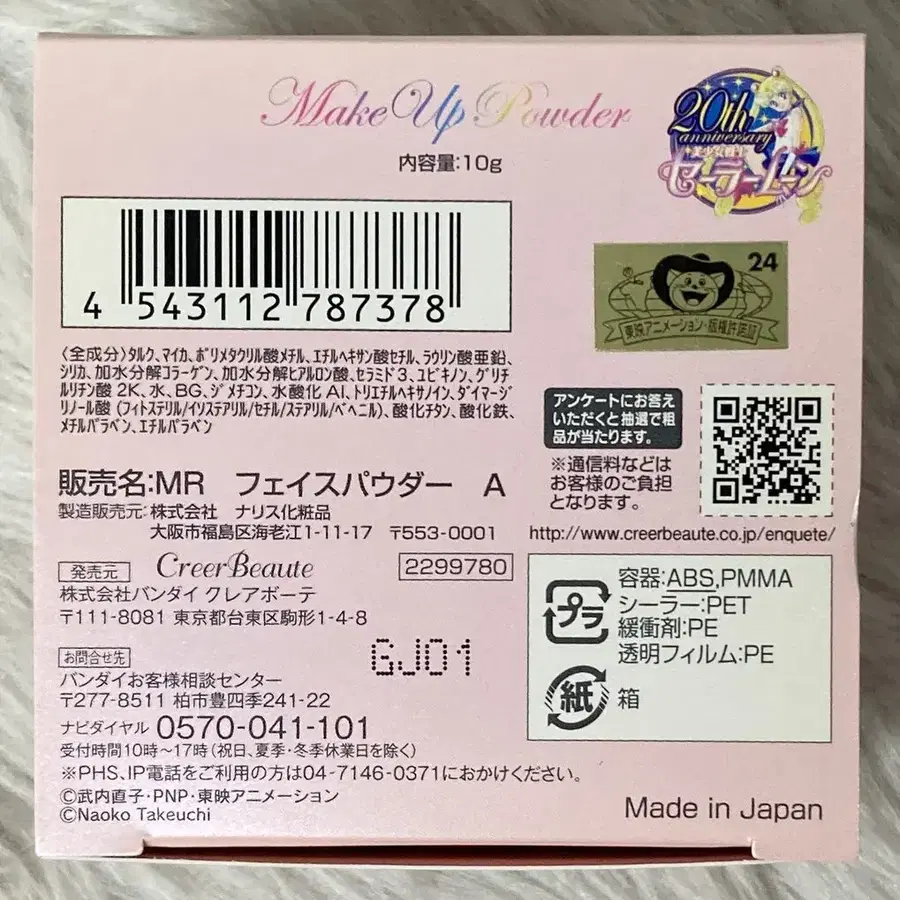 Make Up Powder
内容量:10g
20th
anniversary
美少女戦士
セーラームーン
4 543112 787378
24
東映アニメーション・版権許諾証
〈全成分〉タルク、マイカ、ポリメタクリル酸メチル、エチルヘキサン酸セチル、ラウリン酸亜鉛、
シリカ、加水分解コラーゲン、加水分解ヒアルロン酸、セラミド3、ユビキノン、グリチ
ルリチン酸 2K、水、BG、ジメチコン、水酸化 Al、トリエチルヘキサノイン、ダイマージ
リノール酸 (フィトステリル/イソステアリル/セチル/ステアリル/ベヘニル)、酸化チタン、酸化鉄、
メチルパラベン、エチルパラベン
アンケートにお答え
いただくと抽選で粗
品が当たります。
※通信料などは
お客様のご負担
となります。
http://www.creerbeaute.co.jp/enquete/
販売名:MR フェイスパウダー A
製造販売元:株式会社 ナリス化粧品
大阪市福島区海老江1-11-17 〒553-0001
発売元 CreerBeaute 2299780
株式会社バンダイ クレアボーテ
〒111-8081 東京都台東区駒形1-4-8
GJ01
お問合せ先
バンダイお客様相談センター
〒277-8511 柏市豊四季241-22
ナビダイヤル 0570-041-101
受付時間10時～17時(祝日、夏季・冬季休業日を除く)
※PHS、IP電話をご利用の方は04-7146-0371におかけください。
©武内直子・PNP・東映アニメーション
©Naoko Takeuchi
プラ
容器:ABS,PMMA
シーラー:PET
緩衝剤:PE
透明フィルム:PE
紙
箱
Made in Japan